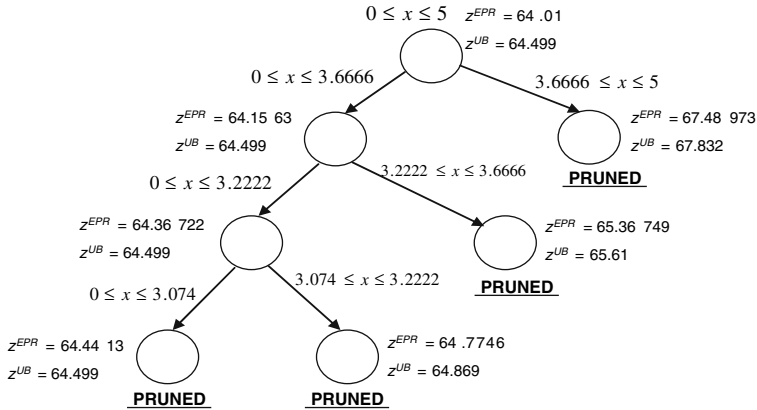 0 ≤ x ≤ 5
z^EPR = 64 .01
z^UB = 64.499
0 ≤ x ≤ 3.6666
3.6666 ≤ x ≤ 5
z^EPR = 64.15 63
z^UB = 64.499
z^EPR = 67.48 973
z^UB = 67.832
PRUNED
0 ≤ x ≤ 3.2222
3.2222 ≤ x ≤ 3.6666
z^EPR = 64.36 722
z^UB = 64.499
z^EPR = 65.36 749
z^UB = 65.61
PRUNED
0 ≤ x ≤ 3.074
3.074 ≤ x ≤ 3.2222
z^EPR = 64.44 13
z^UB = 64.499
z^EPR = 64 .7746
z^UB = 64.869
PRUNED
PRUNED